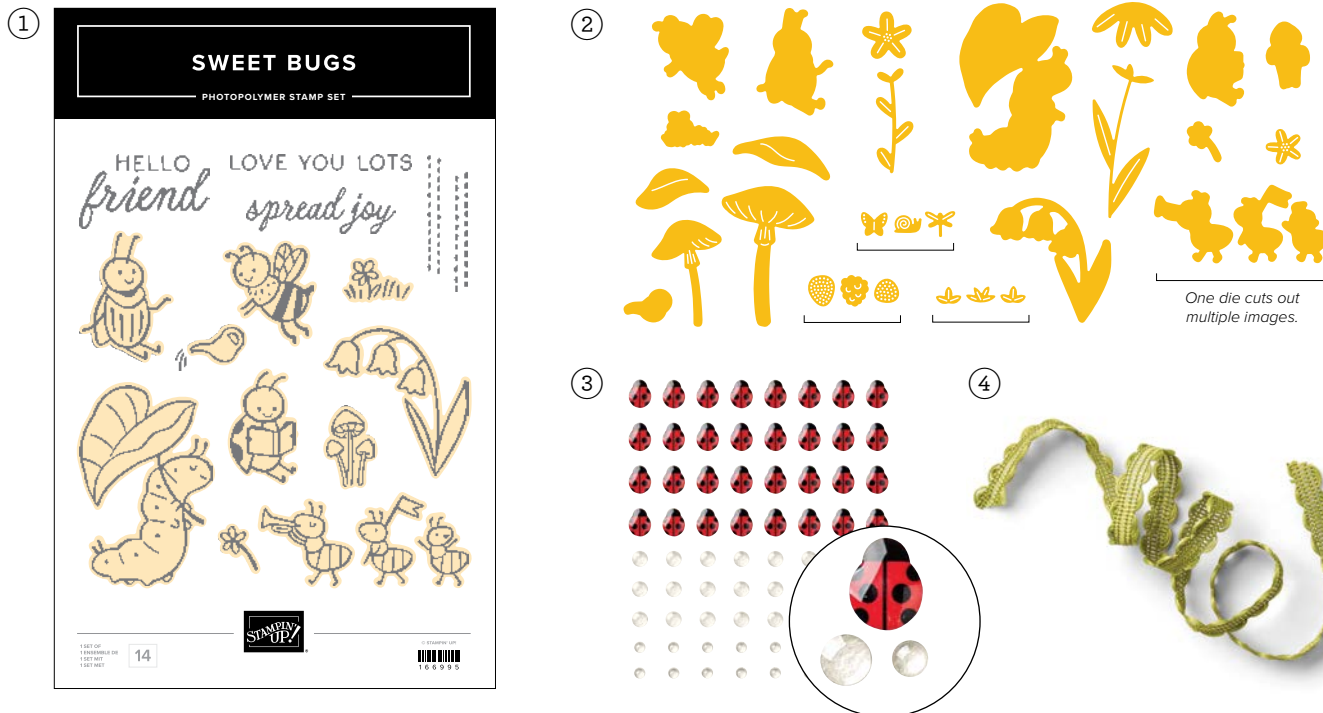 1
SWEET BUGS
PHOTOPOLYMER STAMP SET
HELLO
friend
LOVE YOU LOTS
spread joy
1 SET OF
1 ENSEMBLE DE
1 SET MIT
1 SET MET
14
STAMPIN' UP!
®
© STAMPIN' UP!
166995
2
One die cuts out
multiple images.
3
4